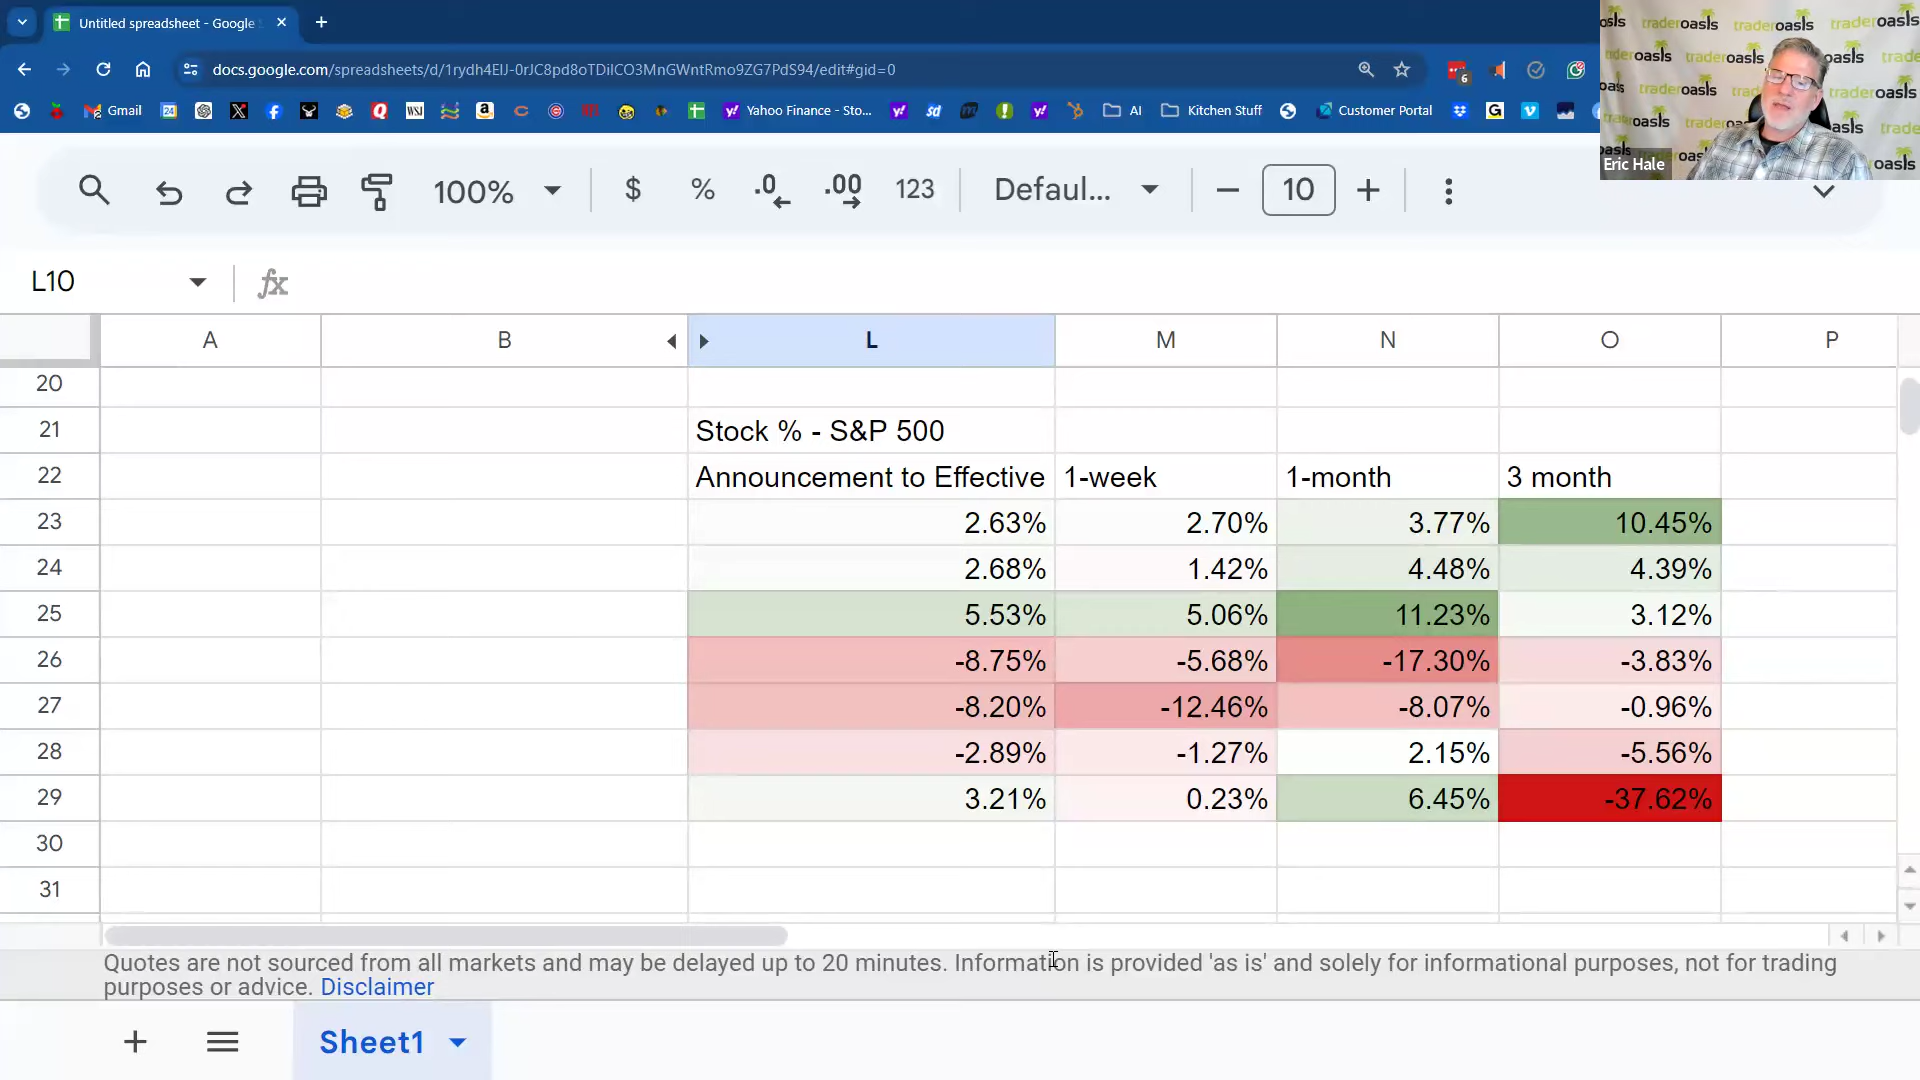 Untitled spreadsheet - Google
docs.google.com/spreadsheets/d/1rydh4EIJ-0rJC8pd8oTDilCO3MnGWntRmo9ZG7PdS94/edit#gid=0
6
Gmail
24
WSJ
Yahoo Finance - Sto...
sd
AI
Kitchen Stuff
Customer Portal
traderoasis
Eric Hale
100%
$
%
.0
.00
123
Defaul...
10
L10
fx
A B L M N O P
20
21 Stock % - S&P 500
22 Announcement to Effective 1-week 1-month 3 month
23 2.63% 2.70% 3.77% 10.45%
24 2.68% 1.42% 4.48% 4.39%
25 5.53% 5.06% 11.23% 3.12%
26 -8.75% -5.68% -17.30% -3.83%
27 -8.20% -12.46% -8.07% -0.96%
28 -2.89% -1.27% 2.15% -5.56%
29 3.21% 0.23% 6.45% -37.62%
30
31
Quotes are not sourced from all markets and may be delayed up to 20 minutes. Information is provided 'as is' and solely for informational purposes, not for trading
purposes or advice. Disclaimer
Sheet1